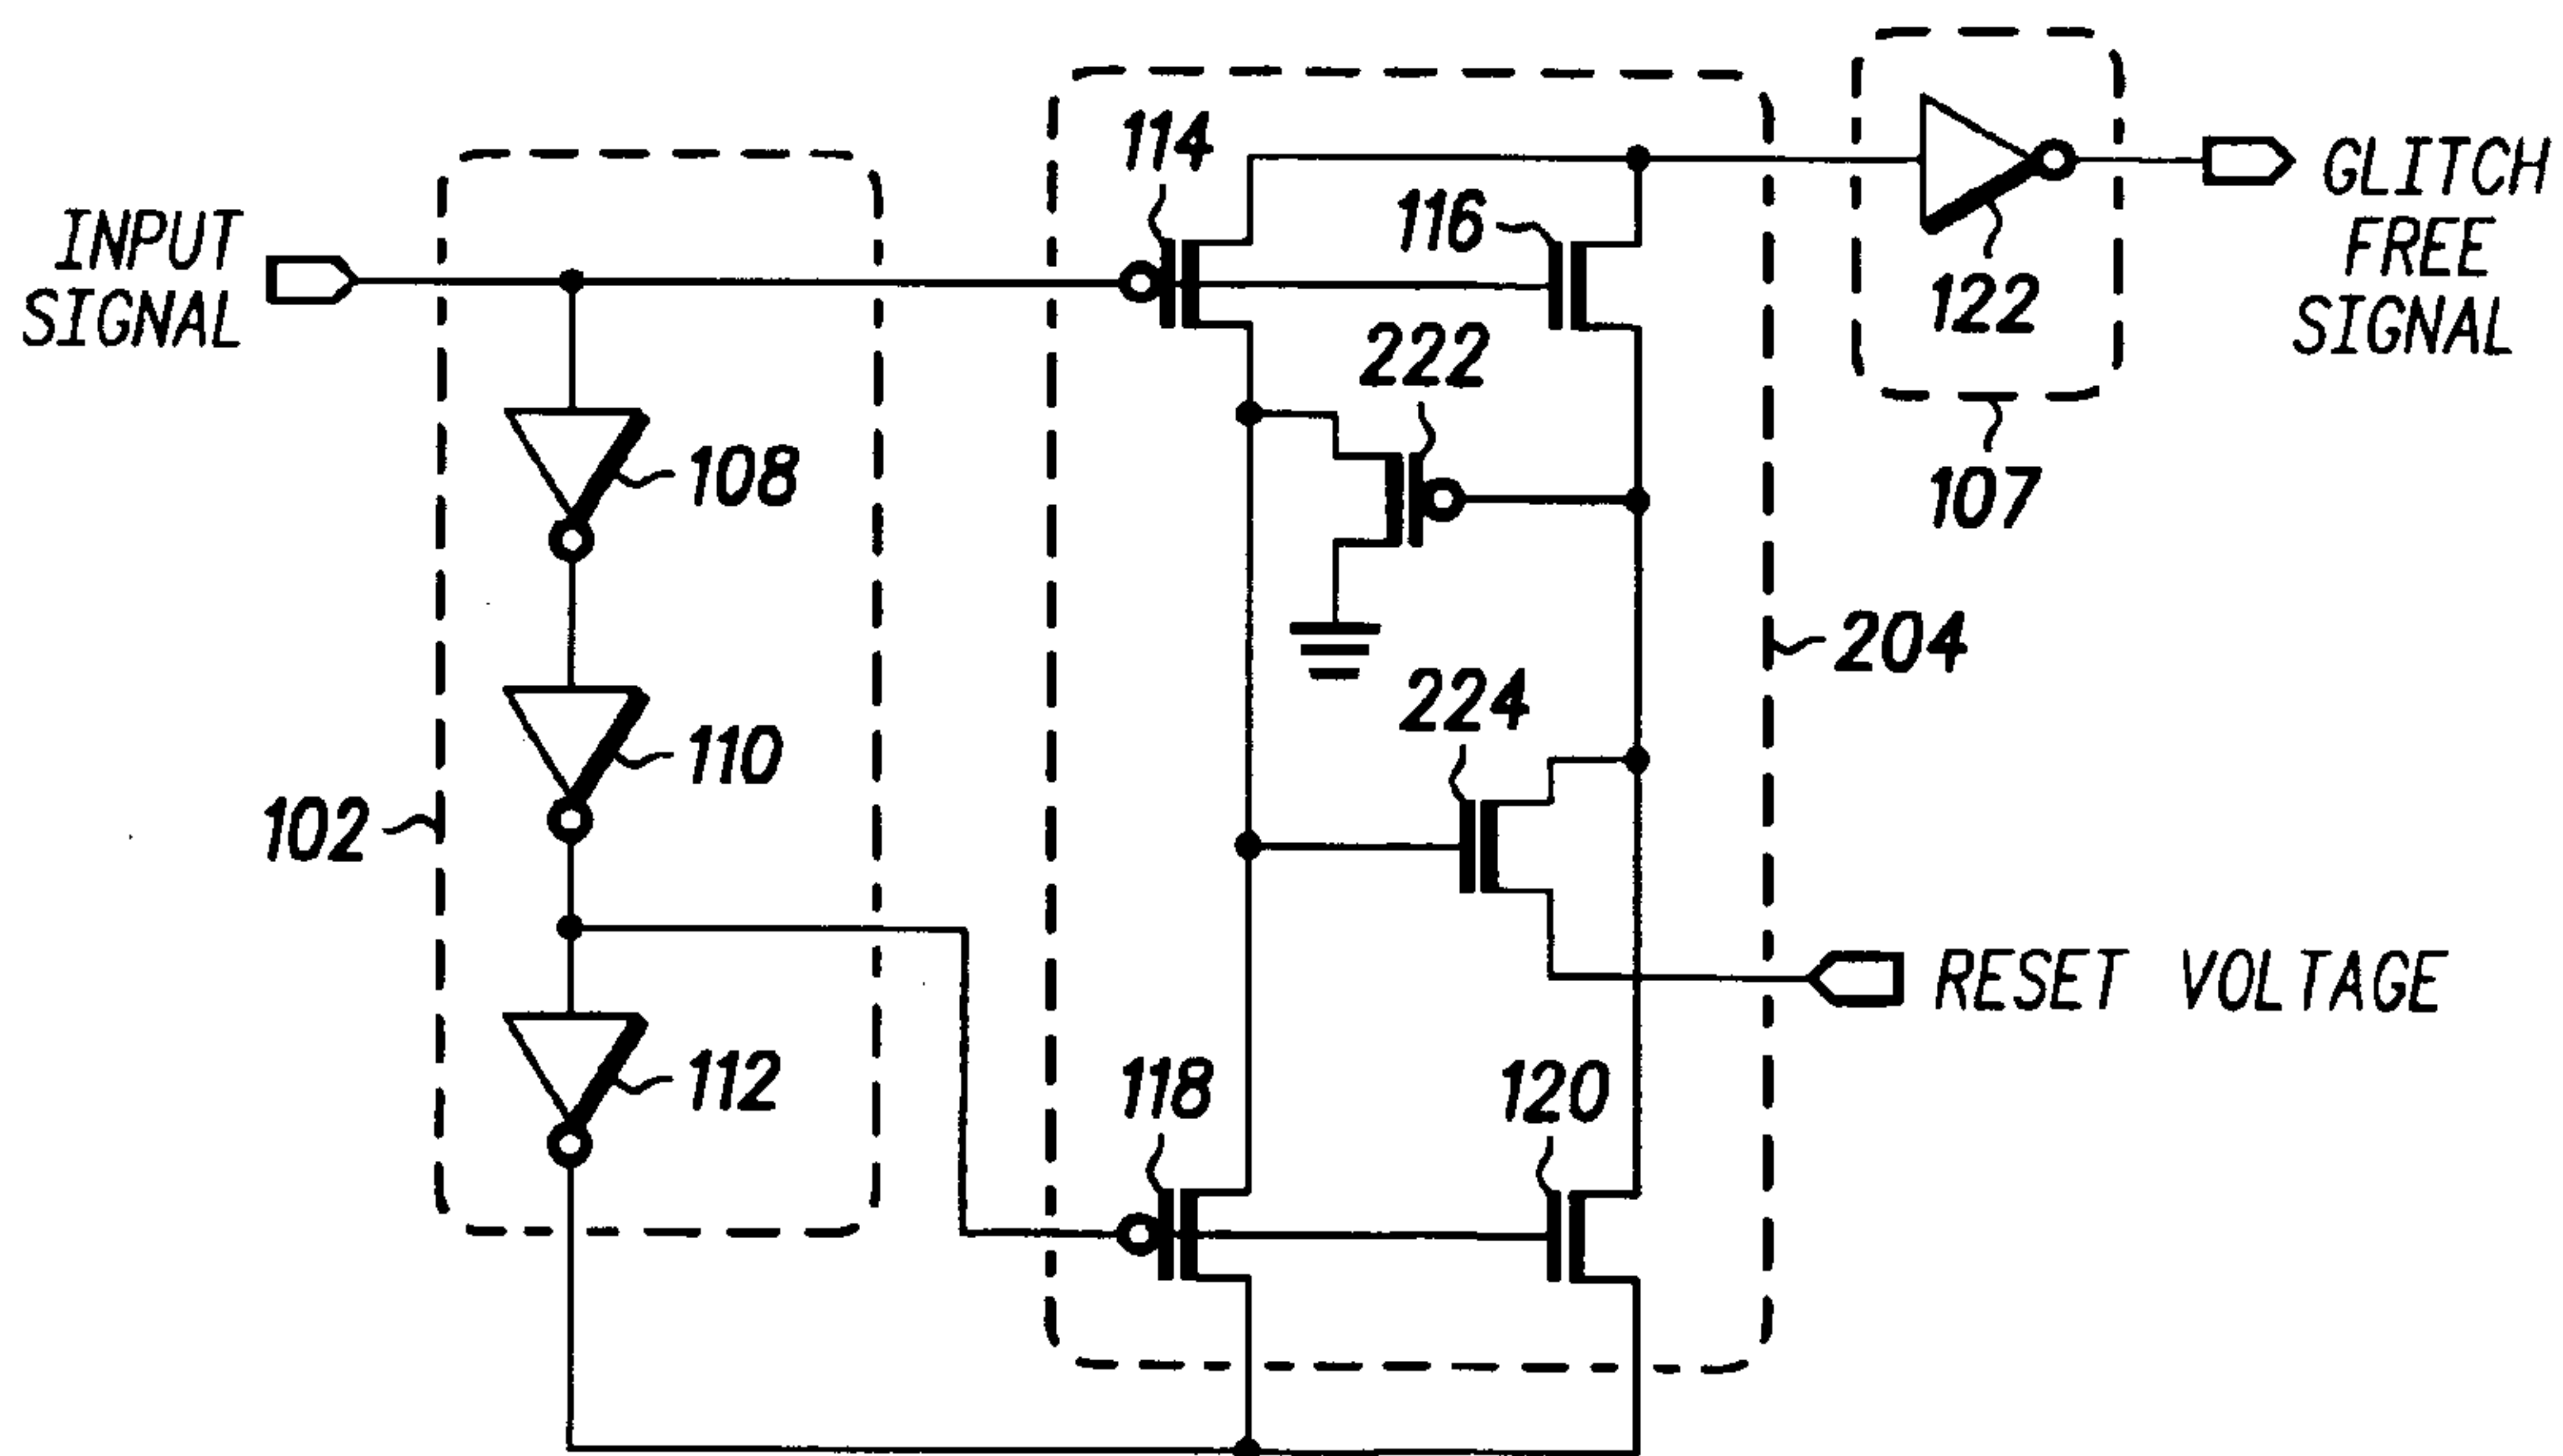 INPUT
SIGNAL
114
116
122
GLITCH
FREE
SIGNAL
108
222
107
110
204
102
224
RESET VOLTAGE
112
118
120